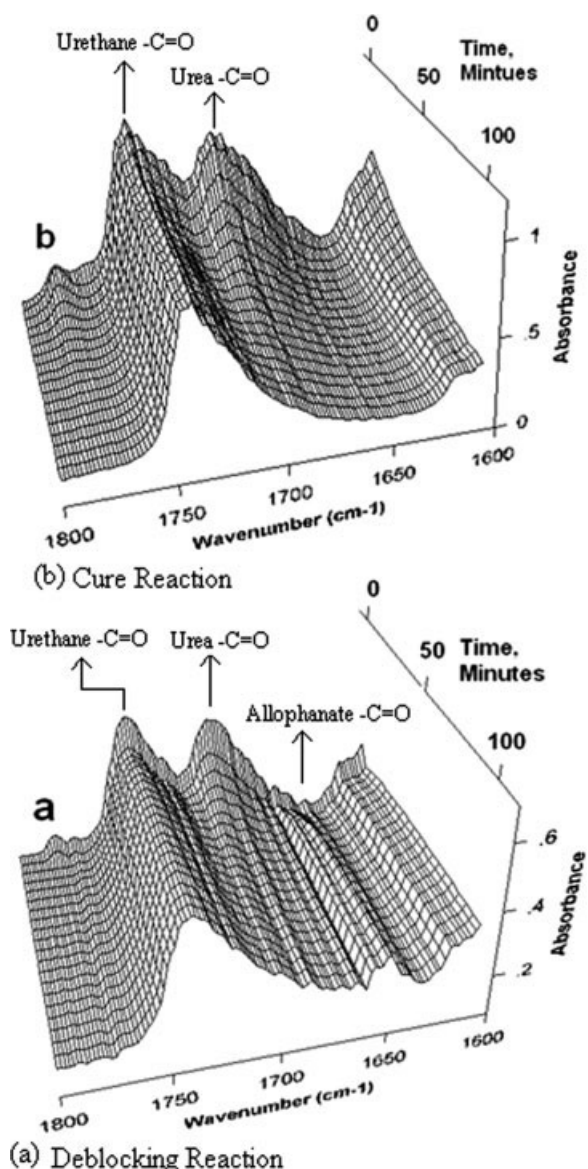 Urethane -C=O
Urea -C=O
0
Time,
Mintues
50
100
b
1
Absorbance
.5
0
1800
1750
1700
1650
1600
Wavenumber (cm-1)
(b) Cure Reaction
Urethane -C=O
Urea -C=O
Allophanate -C=O
0
50
Time,
Minutes
100
a
.6
Absorbance
.4
.2
1800
1750
1700
1650
1600
Wavenumber (cm-1)
(a) Deblocking Reaction